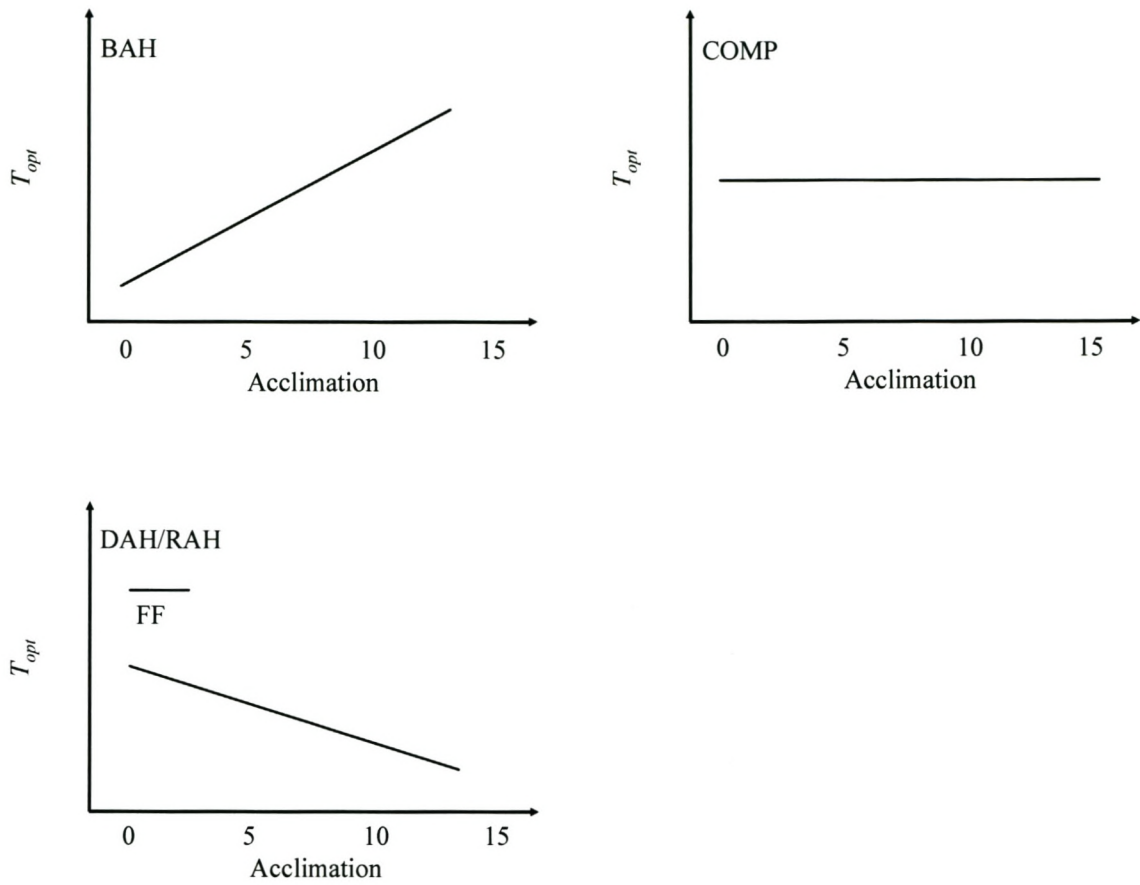 BAH
T_opt
0 5 10 15
Acclimation
COMP
T_opt
0 5 10 15
Acclimation
DAH/RAH
FF
T_opt
0 5 10 15
Acclimation